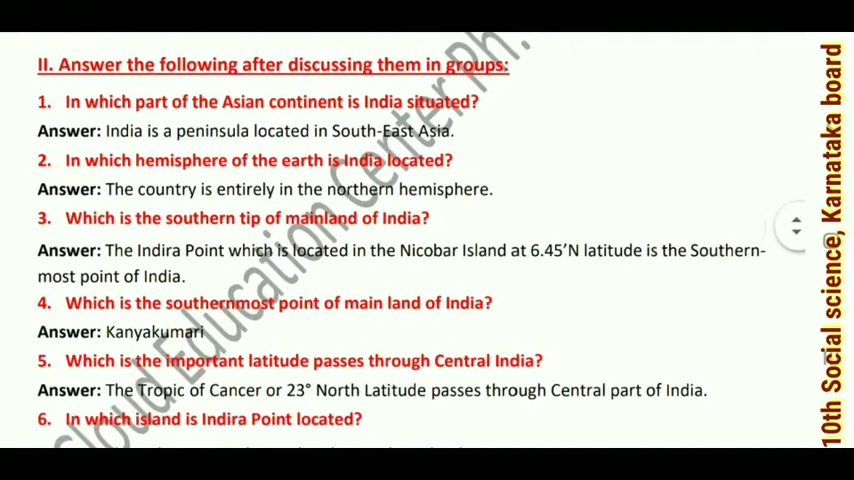 II. Answer the following after discussing them in groups:
1. In which part of the Asian continent is India situated?
Answer: India is a peninsula located in South-East Asia.
2. In which hemisphere of the earth is India located?
Answer: The country is entirely in the northern hemisphere.
3. Which is the southern tip of mainland of India?
Answer: The Indira Point which is located in the Nicobar Island at 6.45’N latitude is the Southern-
most point of India.
4. Which is the southernmost point of main land of India?
Answer: Kanyakumari
5. Which is the important latitude passes through Central India?
Answer: The Tropic of Cancer or 23° North Latitude passes through Central part of India.
6. In which island is Indira Point located?
10th Social science, Karnataka board
Cloud Education Center Ph.